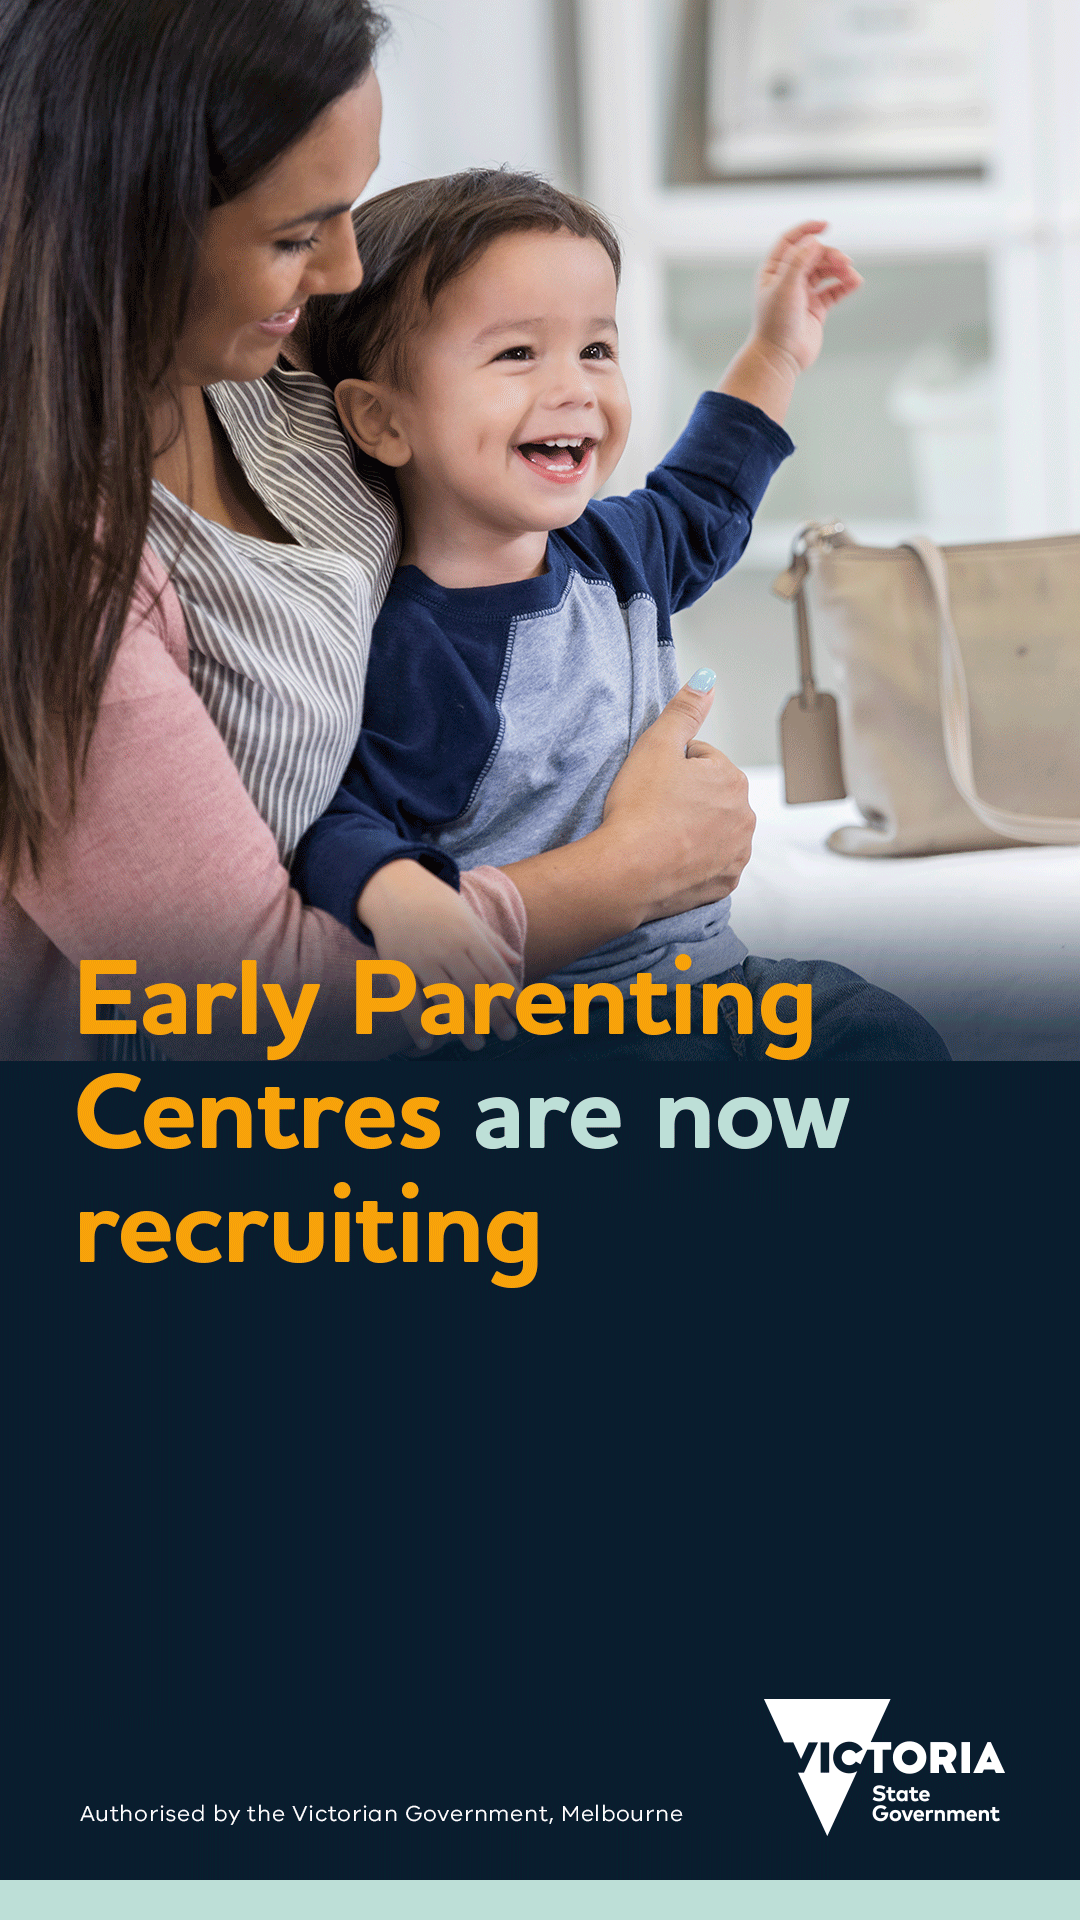 Early Parenting
Centres are now
recruiting
VICTORIA
State
Government
Authorised by the Victorian Government, Melbourne